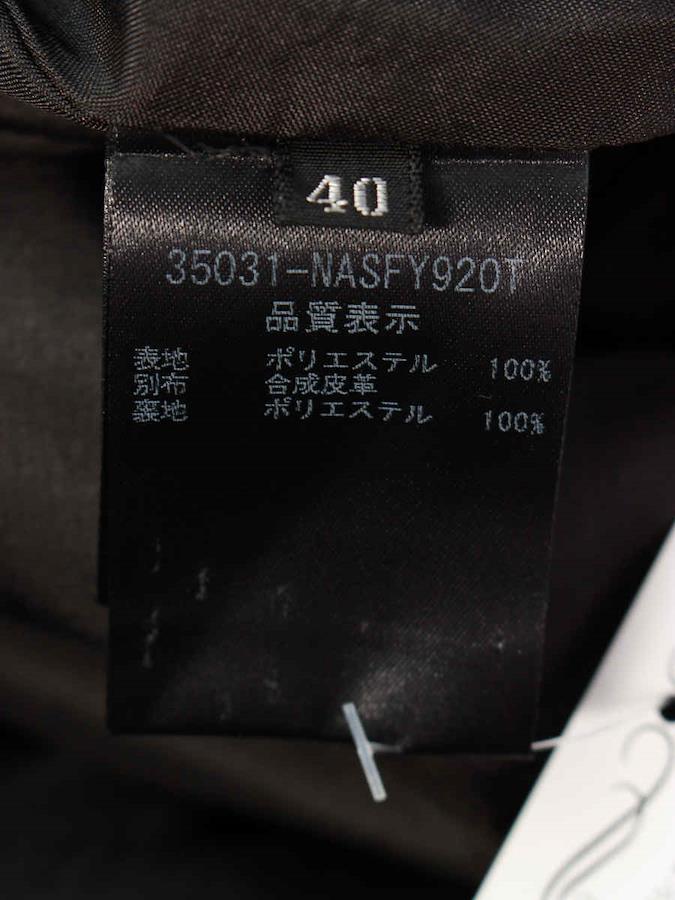 40
35031-NASFY920T
品質表示
表地 ポリエステル 100%
別布 合成皮革
裏地 ポリエステル 100%